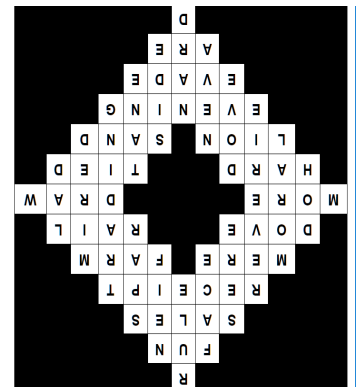 R
FUN
SALES
RECEIPT
MERE FARM
DOVE RAIL
MORE DRAW
HARD TIED
LION SAND
EVENING
EVADE
ARE
D